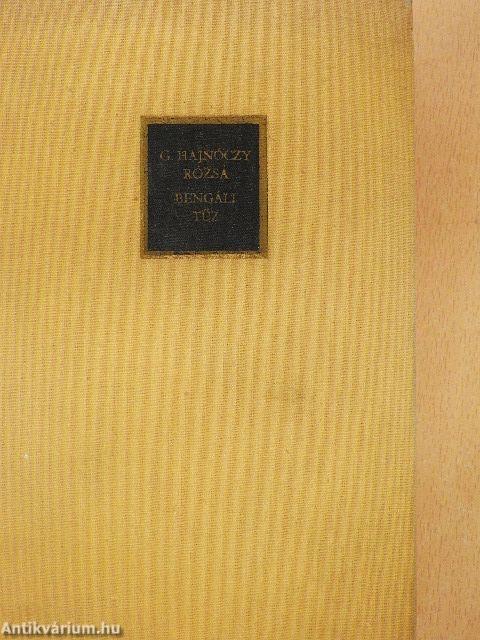 G. HAJNÓCZY
RÓZSA
BENGÁLI
TŰZ
Antikvárium.hu